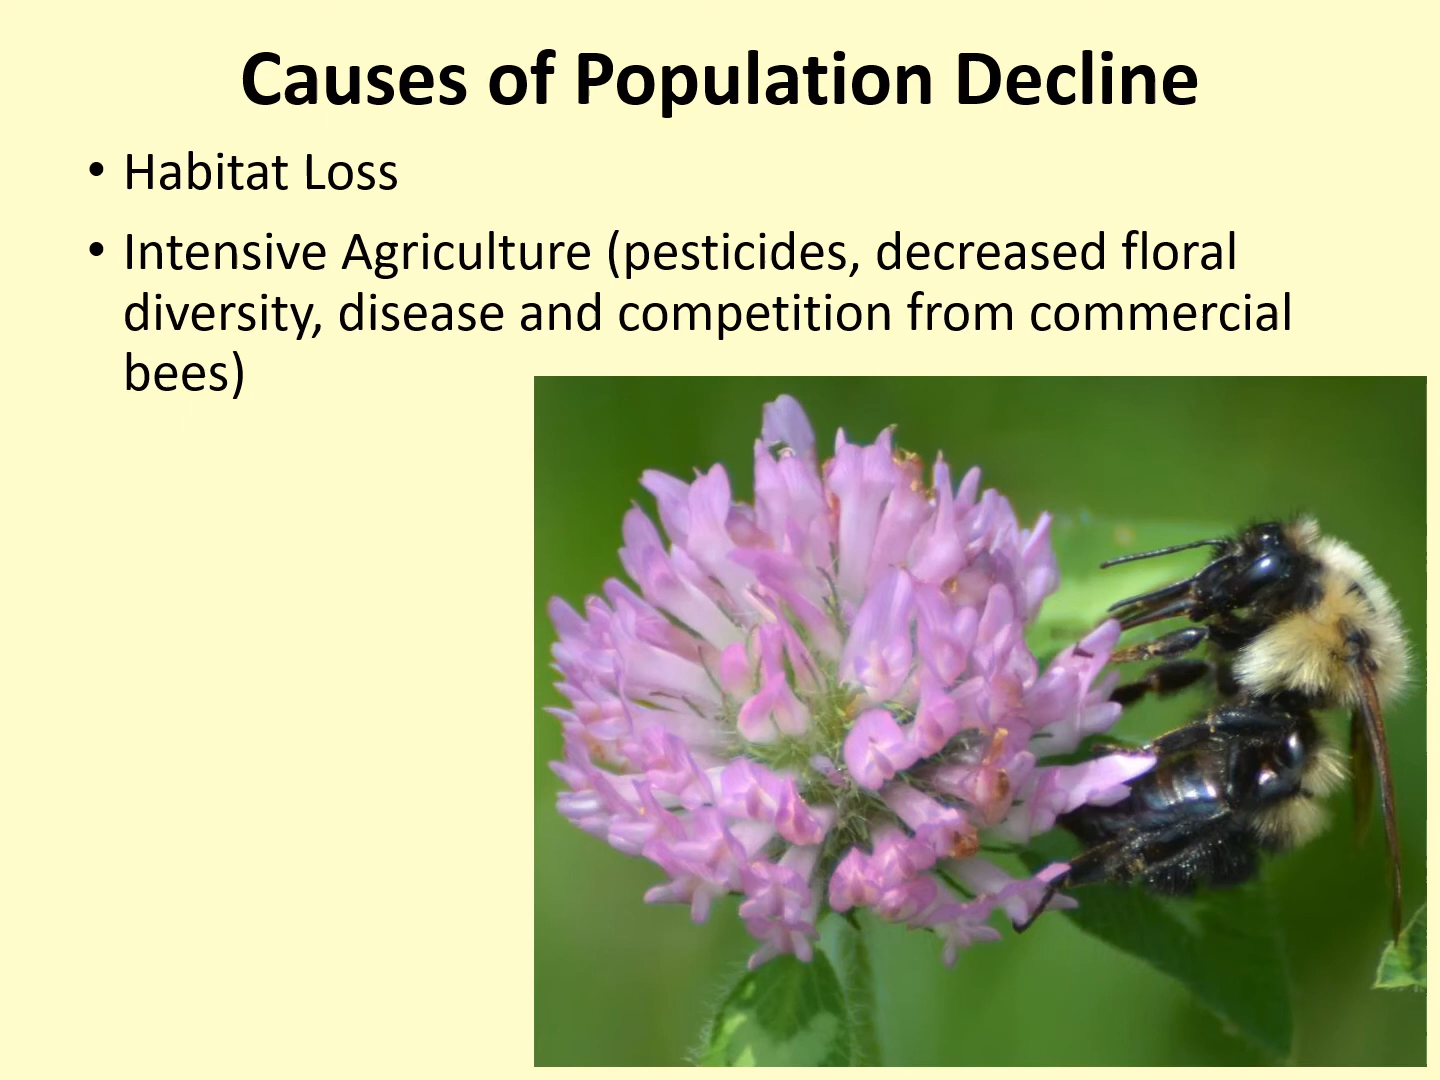 Causes of Population Decline
• Habitat Loss
• Intensive Agriculture (pesticides, decreased floral
diversity, disease and competition from commercial
bees)